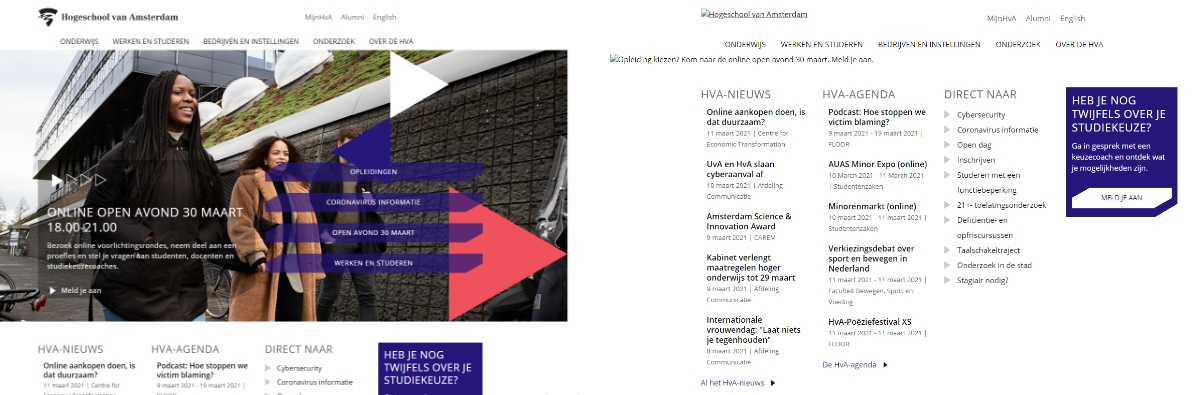 Hogeschool van Amsterdam
MijnHvA Alumni English
ONDERWIJS WERKEN EN STUDEREN BEDRIJVEN EN INSTELLINGEN ONDERZOEK OVER DE HVA
OPLEIDINGEN
CORONAVIRUS INFORMATIE
OPEN AVOND 30 MAART
WERKEN EN STUDEREN
ONLINE OPEN AVOND 30 MAART
18.00-21.00
Bezoek online voorlichtingsrondes, neem deel aan een
proefles en stel je vragen aan studenten, docenten en
studiekeuzecoaches.
Meld je aan
HVA-NIEUWS
Online aankopen doen, is
dat duurzaam?
11 maart 2021 | Centre for
HVA-AGENDA
Podcast: Hoe stoppen we
victim blaming?
9 maart 2021 - 19 maart 2021 |
DIRECT NAAR
Cybersecurity
Coronavirus informatie
HEB JE NOG
TWIJFELS OVER JE
STUDIEKEUZE?
Hogeschool van Amsterdam
MijnHvA Alumni English
ONDERWIJS WERKEN EN STUDEREN BEDRIJVEN EN INSTELLINGEN ONDERZOEK OVER DE HVA
Opleiding kiezen? Kom naar de online open avond 30 maart. Meld je aan.
HVA-NIEUWS
Online aankopen doen, is
dat duurzaam?
11 maart 2021 | Centre for
Economic Transformation
UvA en HvA slaan
cyberaanval af
10 maart 2021 | Afdeling
Communicatie
Amsterdam Science &
Innovation Award
9 maart 2021 | CAREM
Kabinet verlengt
maatregelen hoger
onderwijs tot 29 maart
9 maart 2021 | Afdeling
Communicatie
Internationale
vrouwendag: "Laat niets
je tegenhouden"
8 maart 2021 | Afdeling
Communicatie
Al het HvA-nieuws
HVA-AGENDA
Podcast: Hoe stoppen we
victim blaming?
9 maart 2021 - 19 maart 2021 |
FLOOR
AUAS Minor Expo (online)
10 March 2021 - 11 March 2021
| Studentenzaken
Minorenmarkt (online)
10 maart 2021 - 11 maart 2021 |
Studentenzaken
Verkiezingsdebat over
sport en bewegen in
Nederland
11 maart 2021 - 11 maart 2021 |
Faculteit Bewegen, Sport en
Voeding
HvA-Poëziefestival XS
11 maart 2021 - 11 maart 2021 |
FLOOR
De HvA-agenda
DIRECT NAAR
Cybersecurity
Coronavirus informatie
Open dag
Inschrijven
Studeren met een
functiebeperking
21+- toelatingsonderzoek
Deficiëntie- en
opfriscursussen
Taalschakeltraject
Onderzoek in de stad
Stagiair nodig?
HEB JE NOG
TWIJFELS OVER JE
STUDIEKEUZE?
Ga in gesprek met een
keuzecoach en ontdek wat
je mogelijkheden zijn.
MELD JE AAN